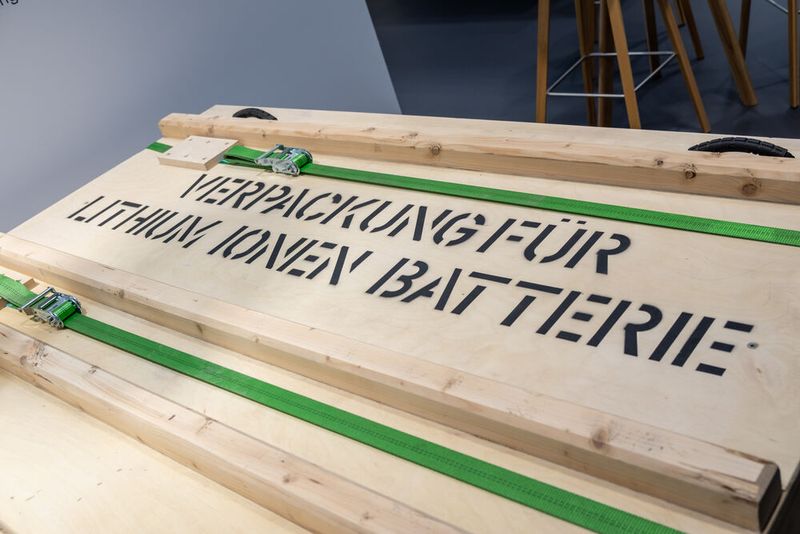 VERPACKUNG FÜR
LITHIUM IONEN BATTERIE